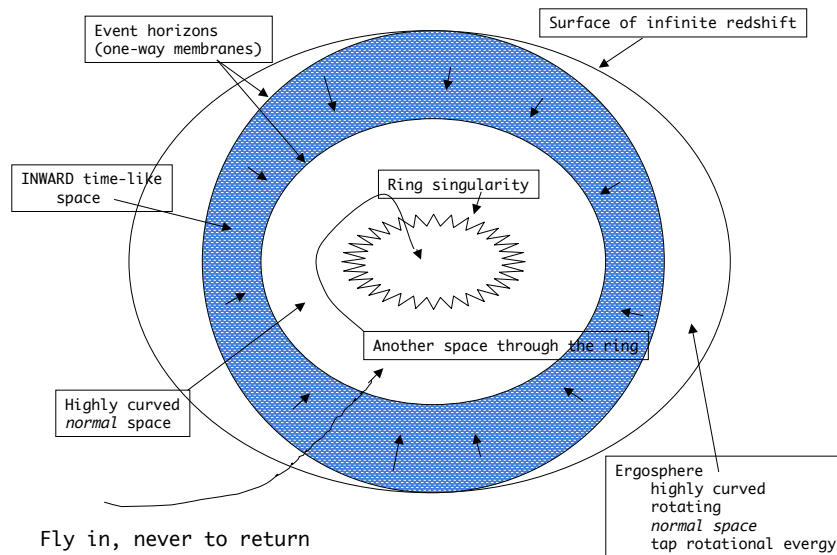 Event horizons
(one-way membranes)
Surface of infinite redshift
INWARD time-like
space
Ring singularity
Another space through the ring
Highly curved
normal space
Ergosphere
highly curved
rotating
normal space
tap rotational evergy
Fly in, never to return